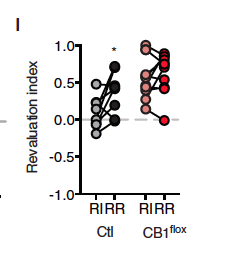 I
*
Revaluation index
1.0
0.5
0.0
-0.5
-1.0
RI RR RI RR
Ctl CB1flox